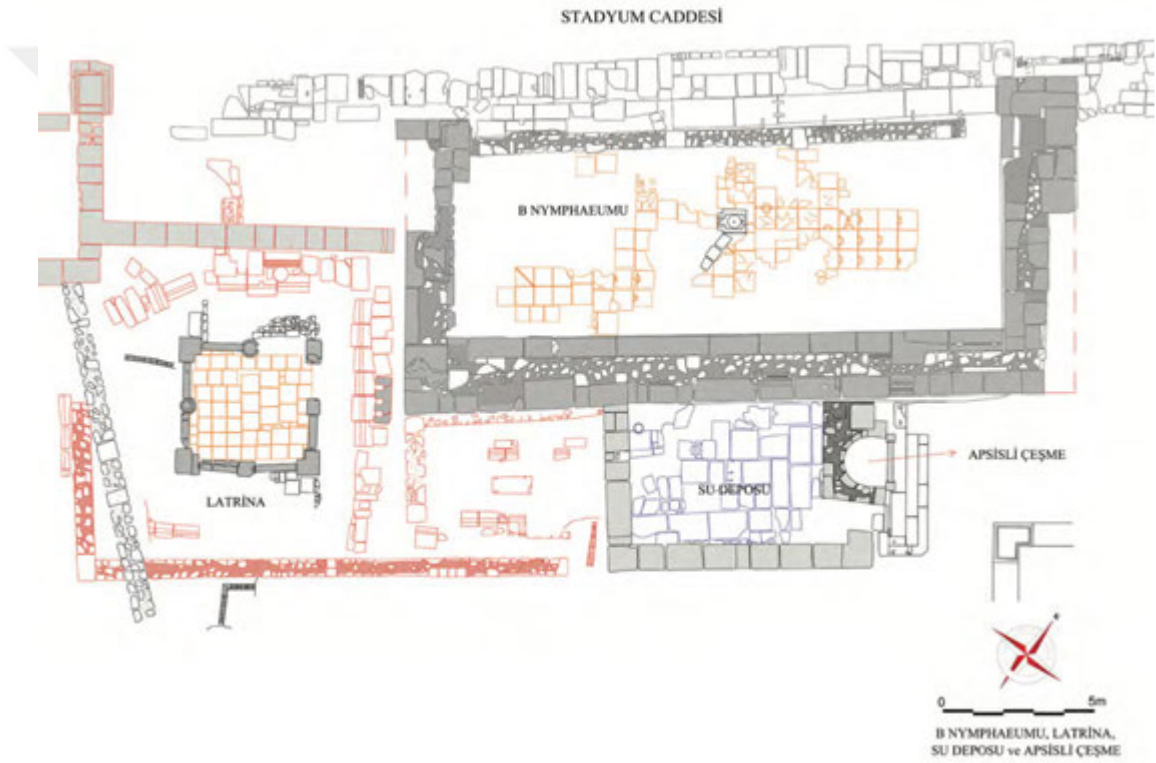 STADYUM CADDESİ
B NYMPHAEUMU
APSİSLİ ÇEŞME
SU DEPOSU
LATRİNA
0 5m
B NYMPHAEUMU, LATRİNA,
SU DEPOSU ve APSİSLİ ÇEŞME